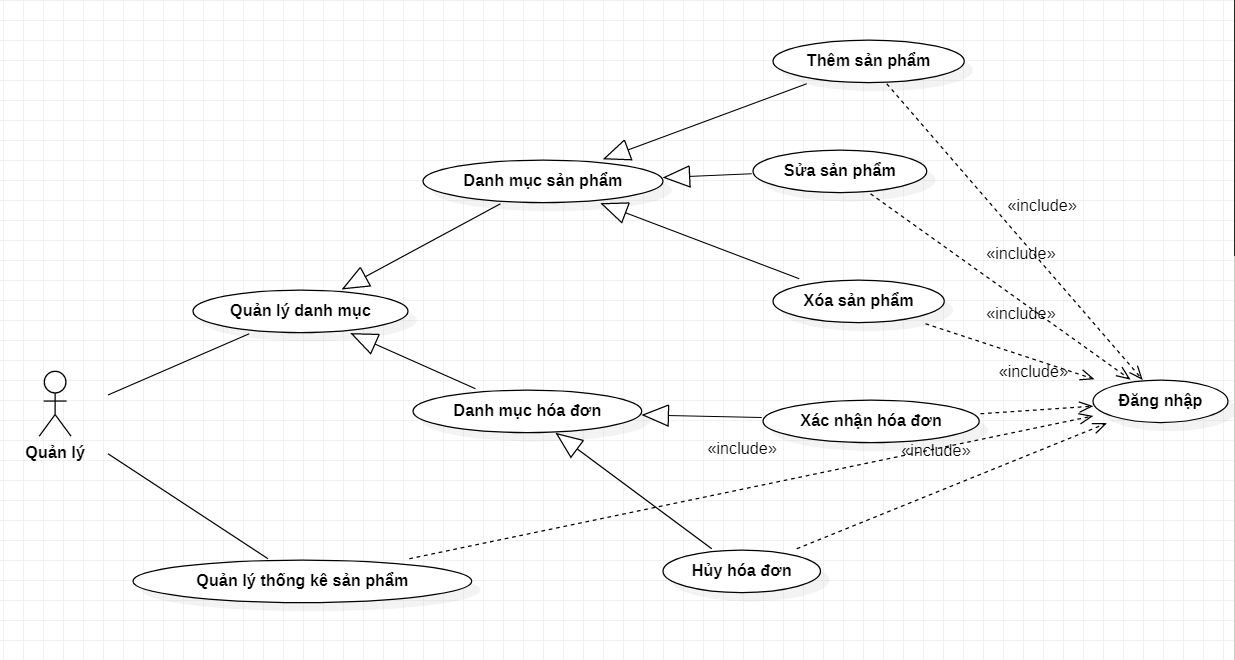 Thêm sản phẩm
Danh mục sản phẩm
Sửa sản phẩm
«include»
«include»
Quản lý danh mục
Xóa sản phẩm
«include»
«include»
Quản lý
Danh mục hóa đơn
Xác nhận hóa đơn
Đăng nhập
«include»
«include»
Quản lý thống kê sản phẩm
Hủy hóa đơn